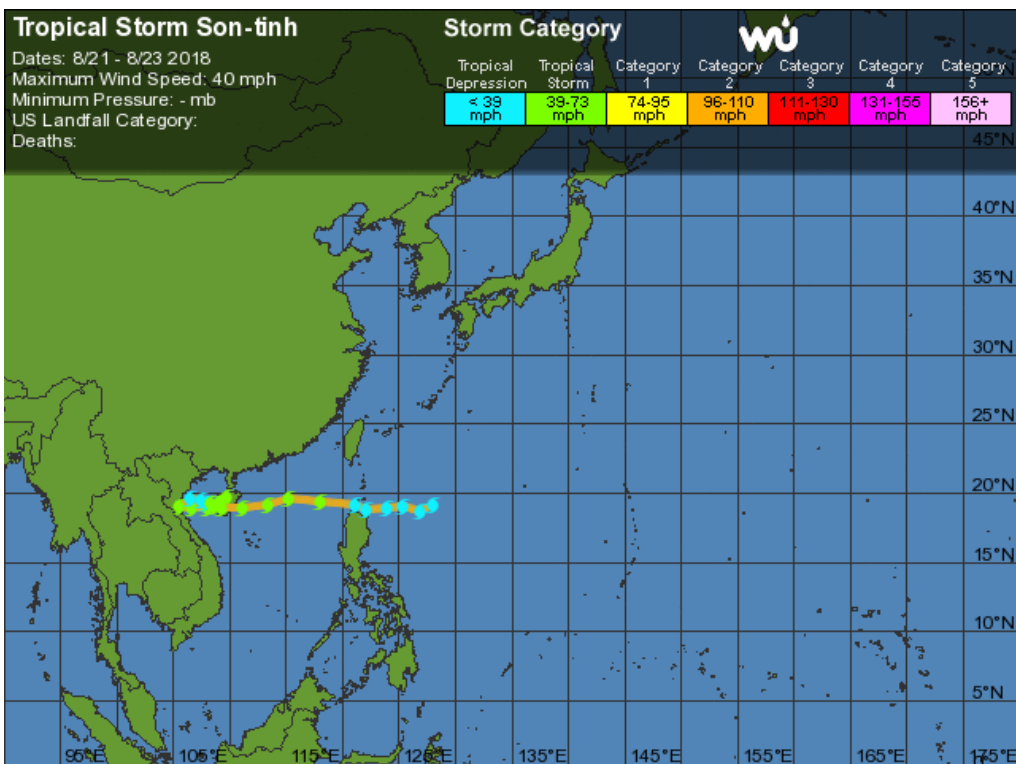 Tropical Storm Son-tinh
Dates: 8/21 - 8/23 2018
Maximum Wind Speed: 40 mph
Minimum Pressure: - mb
US Landfall Category:
Deaths:
Storm Category
wu
Tropical Depression
Tropical Storm
Category 1
Category 2
Category 3
Category 4
Category 5
< 39 mph
39-73 mph
74-95 mph
96-110 mph
111-130 mph
131-155 mph
156+ mph
45°N
40°N
35°N
30°N
25°N
20°N
15°N
10°N
5°N
95°E 105°E 115°E 125°E 135°E 145°E 155°E 165°E 175°E